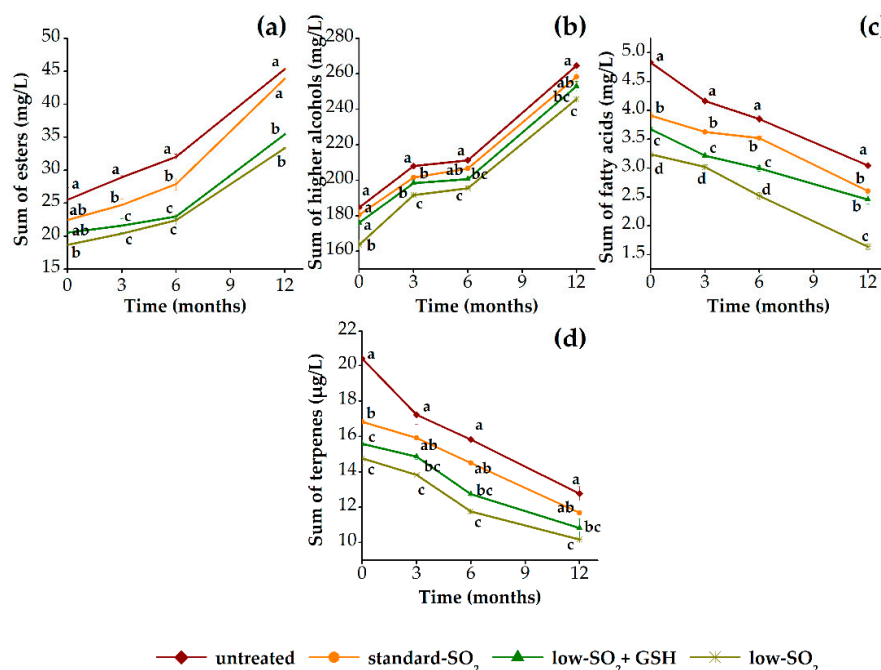 (a)
Sum of esters (mg/L)
50
45
40
35
30
25
20
15
a
ab
ab
b
a
b
c
c
a
b
c
c
a
a
b
b
0
3
6
9
12
Time (months)
(b)
Sum of higher alcohols (mg/L)
280
260
240
220
200
180
160
a
a
a
b
a
b
b
c
a
ab
bc
c
a
ab
bc
c
0
3
6
9
12
Time (months)
(c)
Sum of fatty acids (mg/L)
5.0
4.5
4.0
3.5
3.0
2.5
2.0
1.5
a
b
c
d
a
b
c
d
a
b
c
d
a
b
b
c
0
3
6
9
12
Time (months)
(d)
Sum of terpenes (µg/L)
22
20
18
16
14
12
10
a
b
c
c
a
ab
bc
c
a
ab
bc
c
a
ab
bc
c
0
3
6
9
12
Time (months)
untreated standard-SO₂ low-SO₂+ GSH low-SO₂